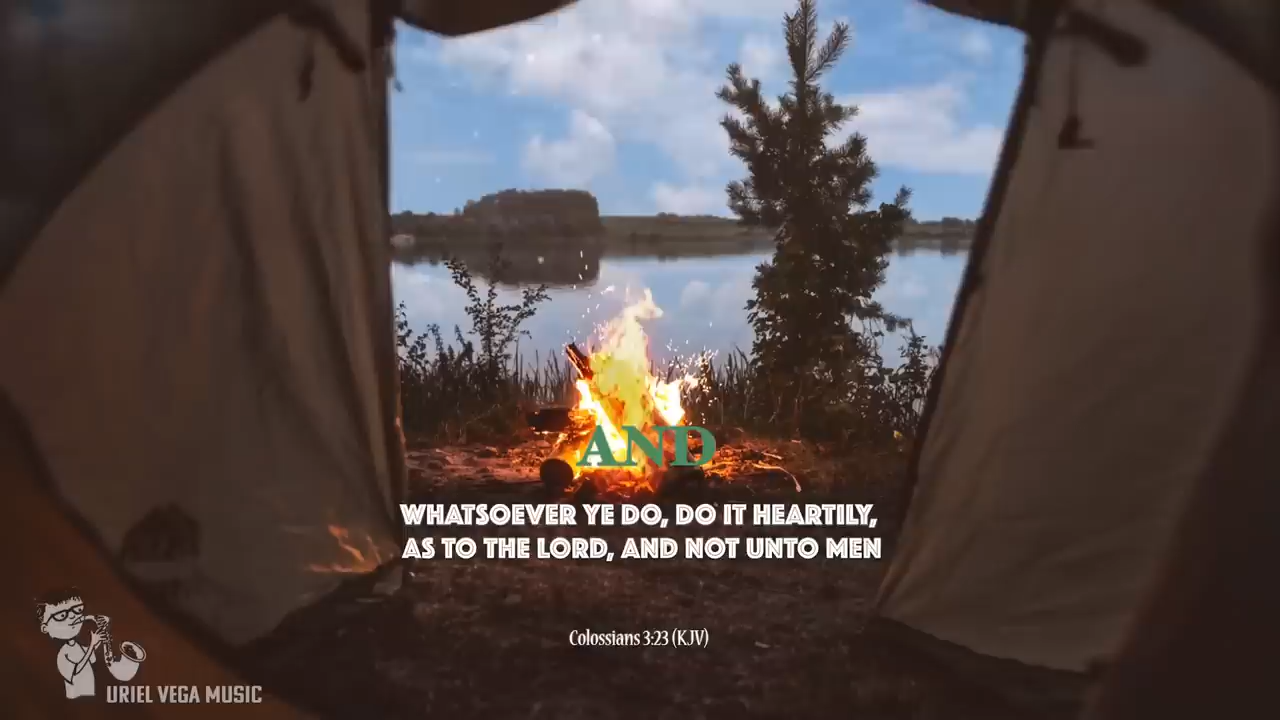 AND
WHATSOEVER YE DO, DO IT HEARTILY,
AS TO THE LORD, AND NOT UNTO MEN
Colossians 3:23 (KJV)
URIEL VEGA MUSIC